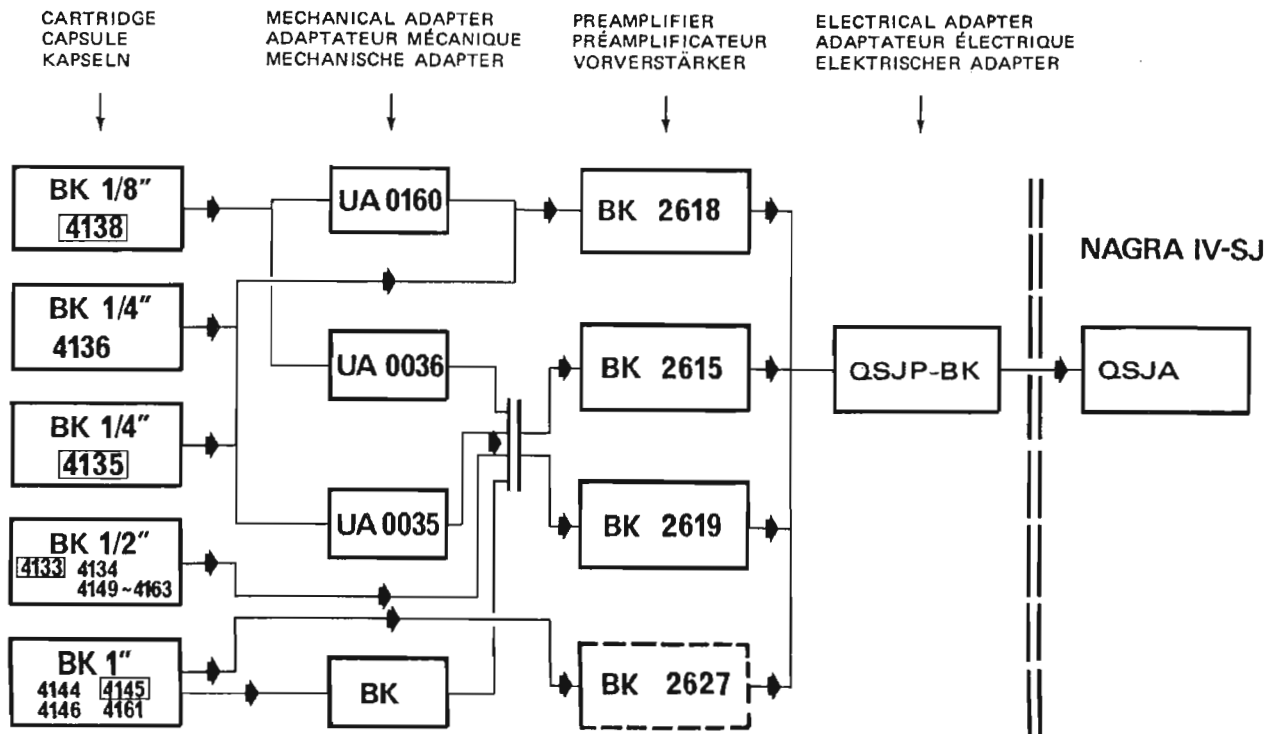 CARTRIDGE
CAPSULE
KAPSELN
MECHANICAL ADAPTER
ADAPTATEUR MÉCANIQUE
MECHANISCHE ADAPTER
PREAMPLIFIER
PRÉAMPLIFICATEUR
VORVERSTÄRKER
ELECTRICAL ADAPTER
ADAPTATEUR ÉLECTRIQUE
ELEKTRISCHER ADAPTER
BK 1/8"
4138
BK 1/4"
4136
BK 1/4"
4135
BK 1/2"
4133 4134
4149~4163
BK 1"
4144 4145
4146 4161
UA 0160
UA 0036
UA 0035
BK
BK 2618
BK 2615
BK 2619
BK 2627
QSJP-BK
NAGRA IV-SJ
QSJA